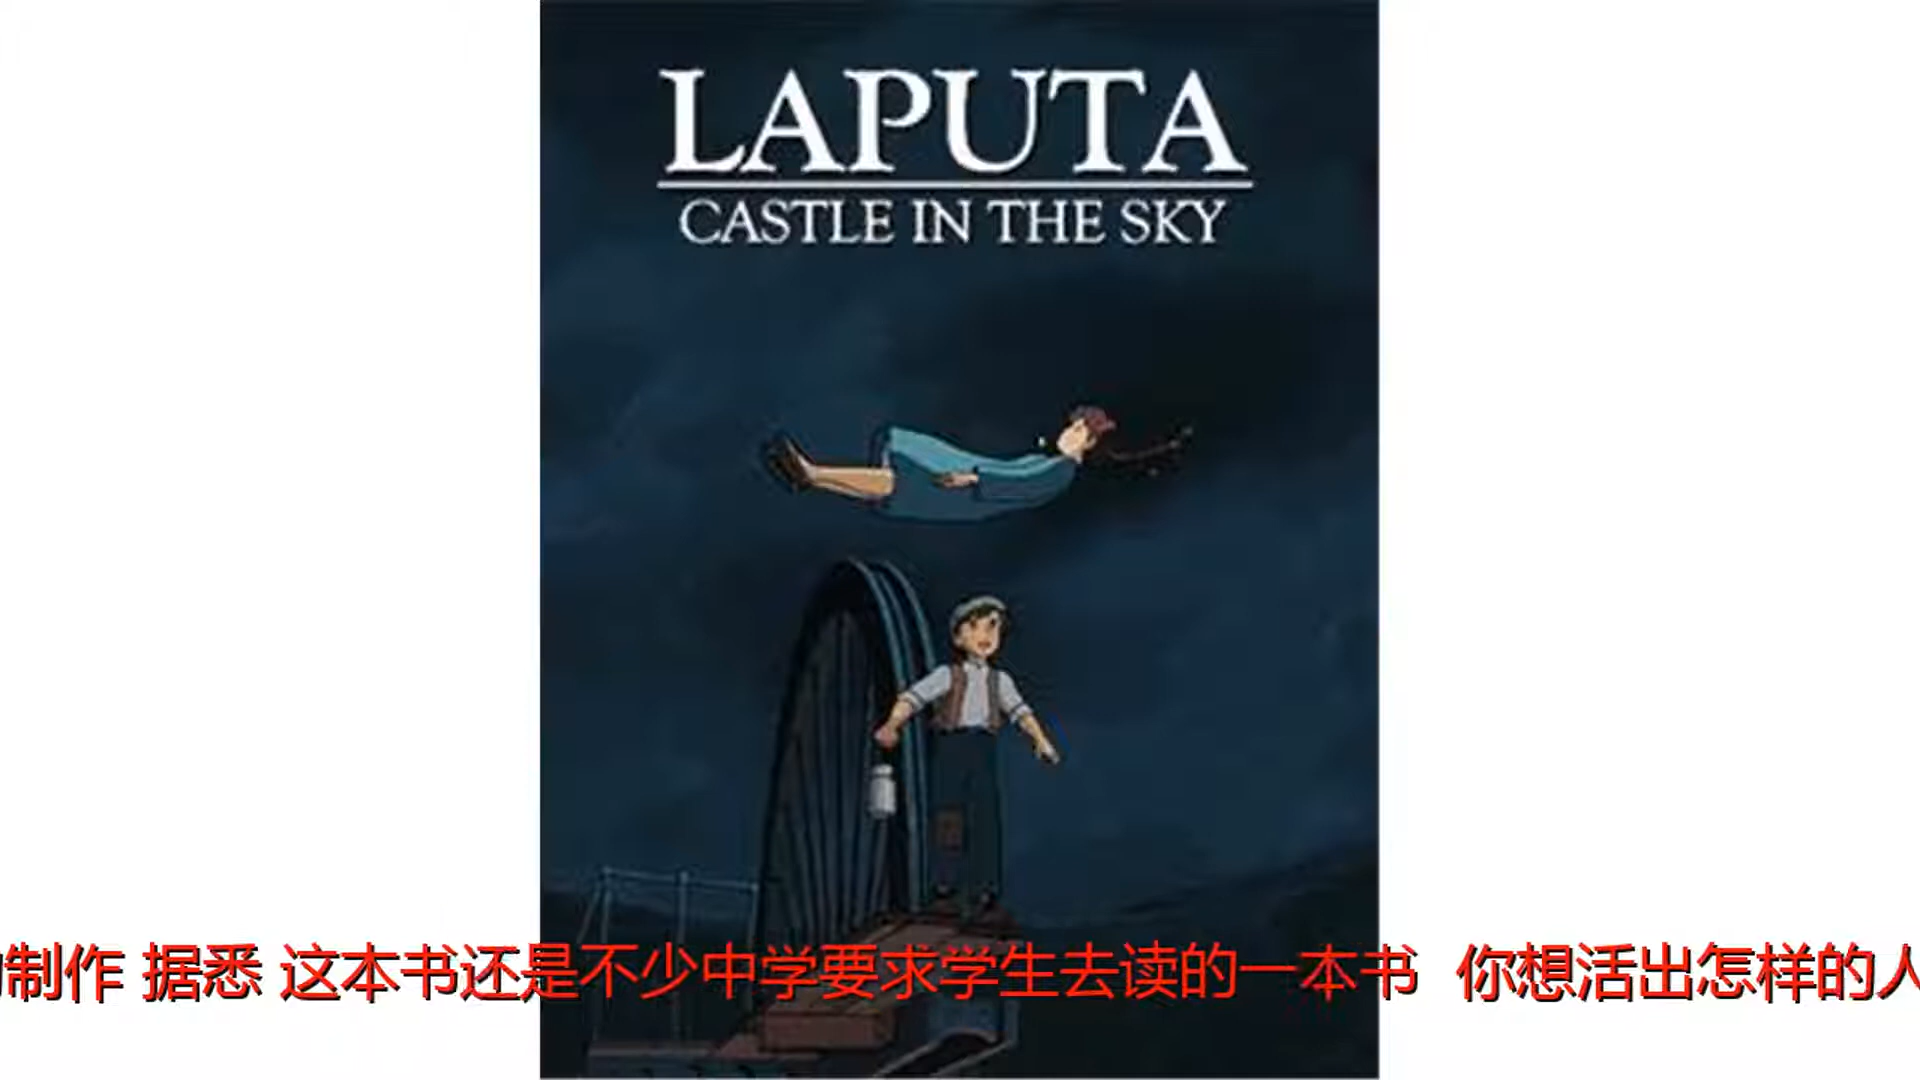 LAPUTA
CASTLE IN THE SKY
制作 据悉 这本书还是不少中学要求学生去读的一本书 你想活出怎样的人